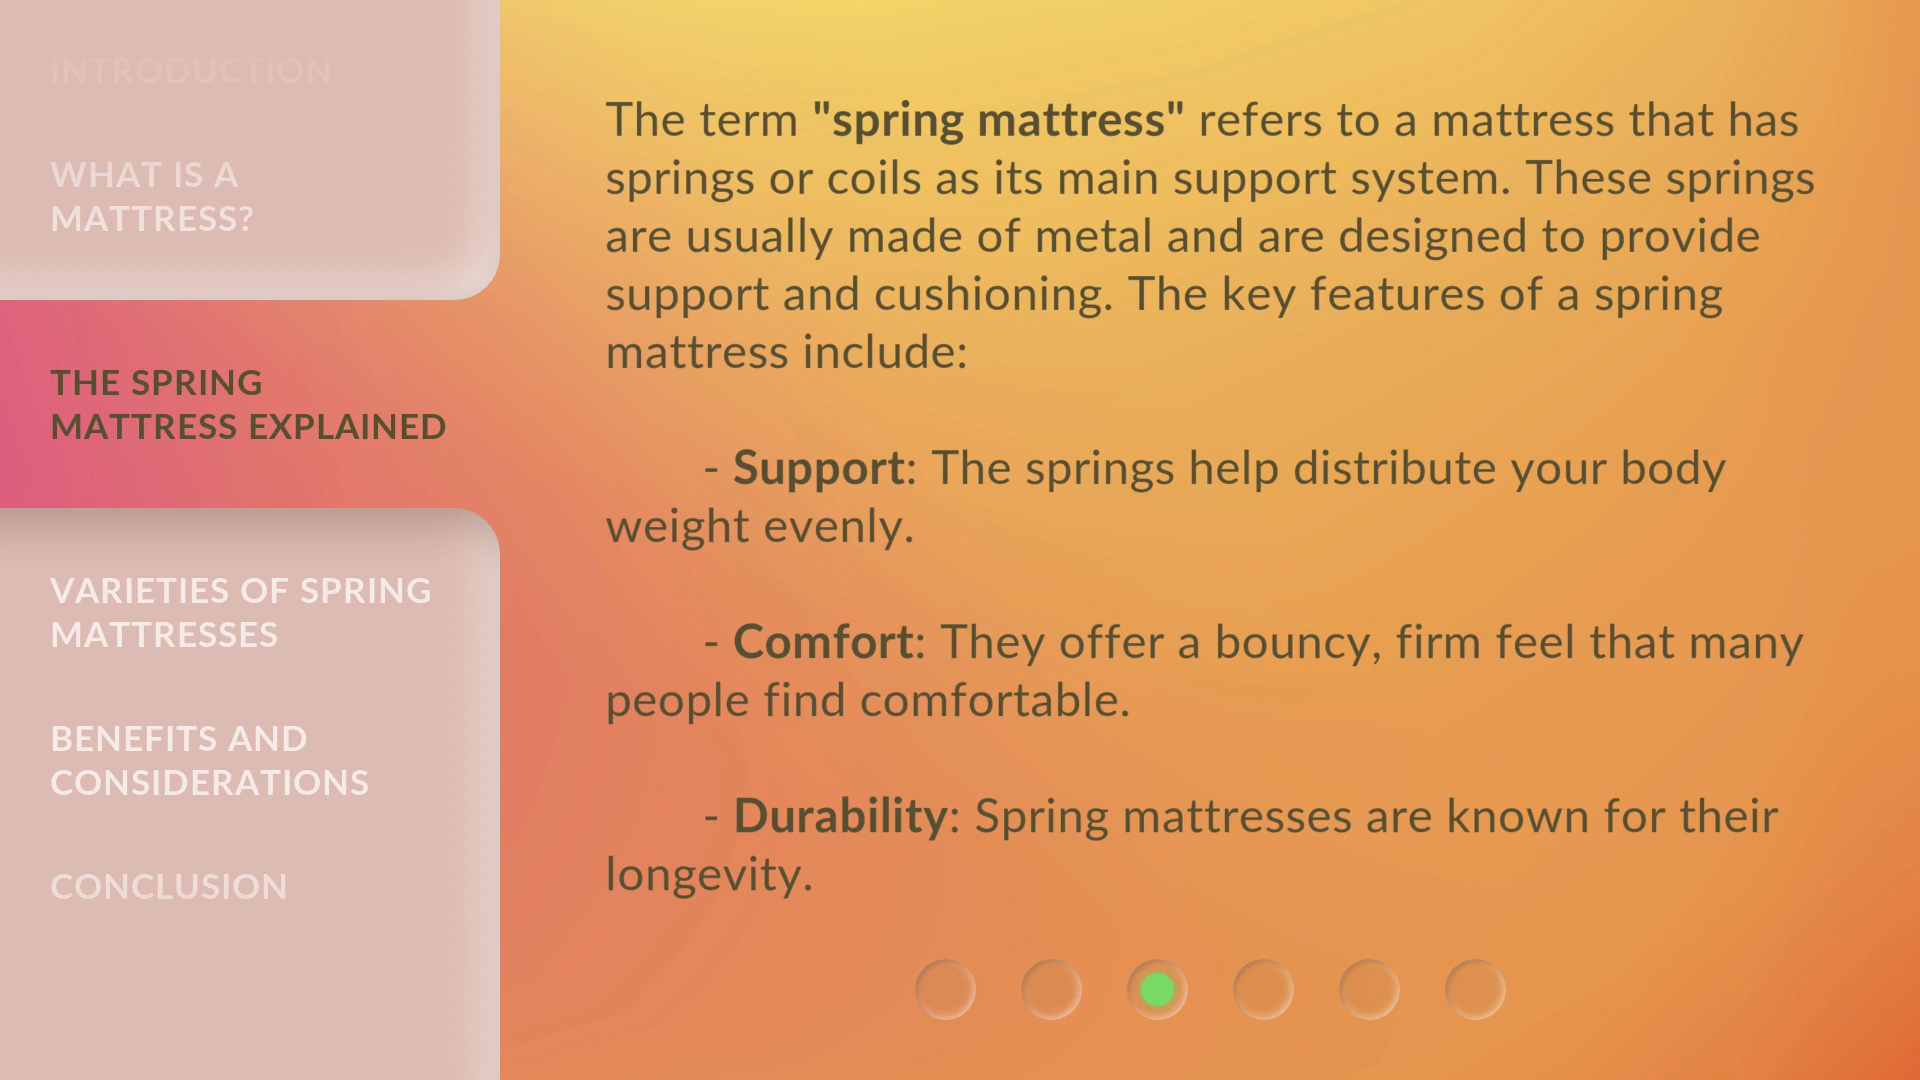 INTRODUCTION
WHAT IS A
MATTRESS?
THE SPRING
MATTRESS EXPLAINED
VARIETIES OF SPRING
MATTRESSES
BENEFITS AND
CONSIDERATIONS
CONCLUSION
The term "spring mattress" refers to a mattress that has
springs or coils as its main support system. These springs
are usually made of metal and are designed to provide
support and cushioning. The key features of a spring
mattress include:
- Support: The springs help distribute your body
weight evenly.
- Comfort: They offer a bouncy, firm feel that many
people find comfortable.
- Durability: Spring mattresses are known for their
longevity.